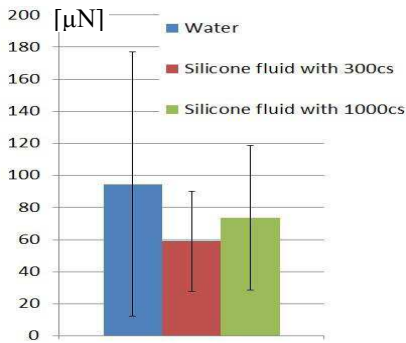 200 [µN]
180
160
140
120
100
80
60
40
20
0
Water
Silicone fluid with 300cs
Silicone fluid with 1000cs